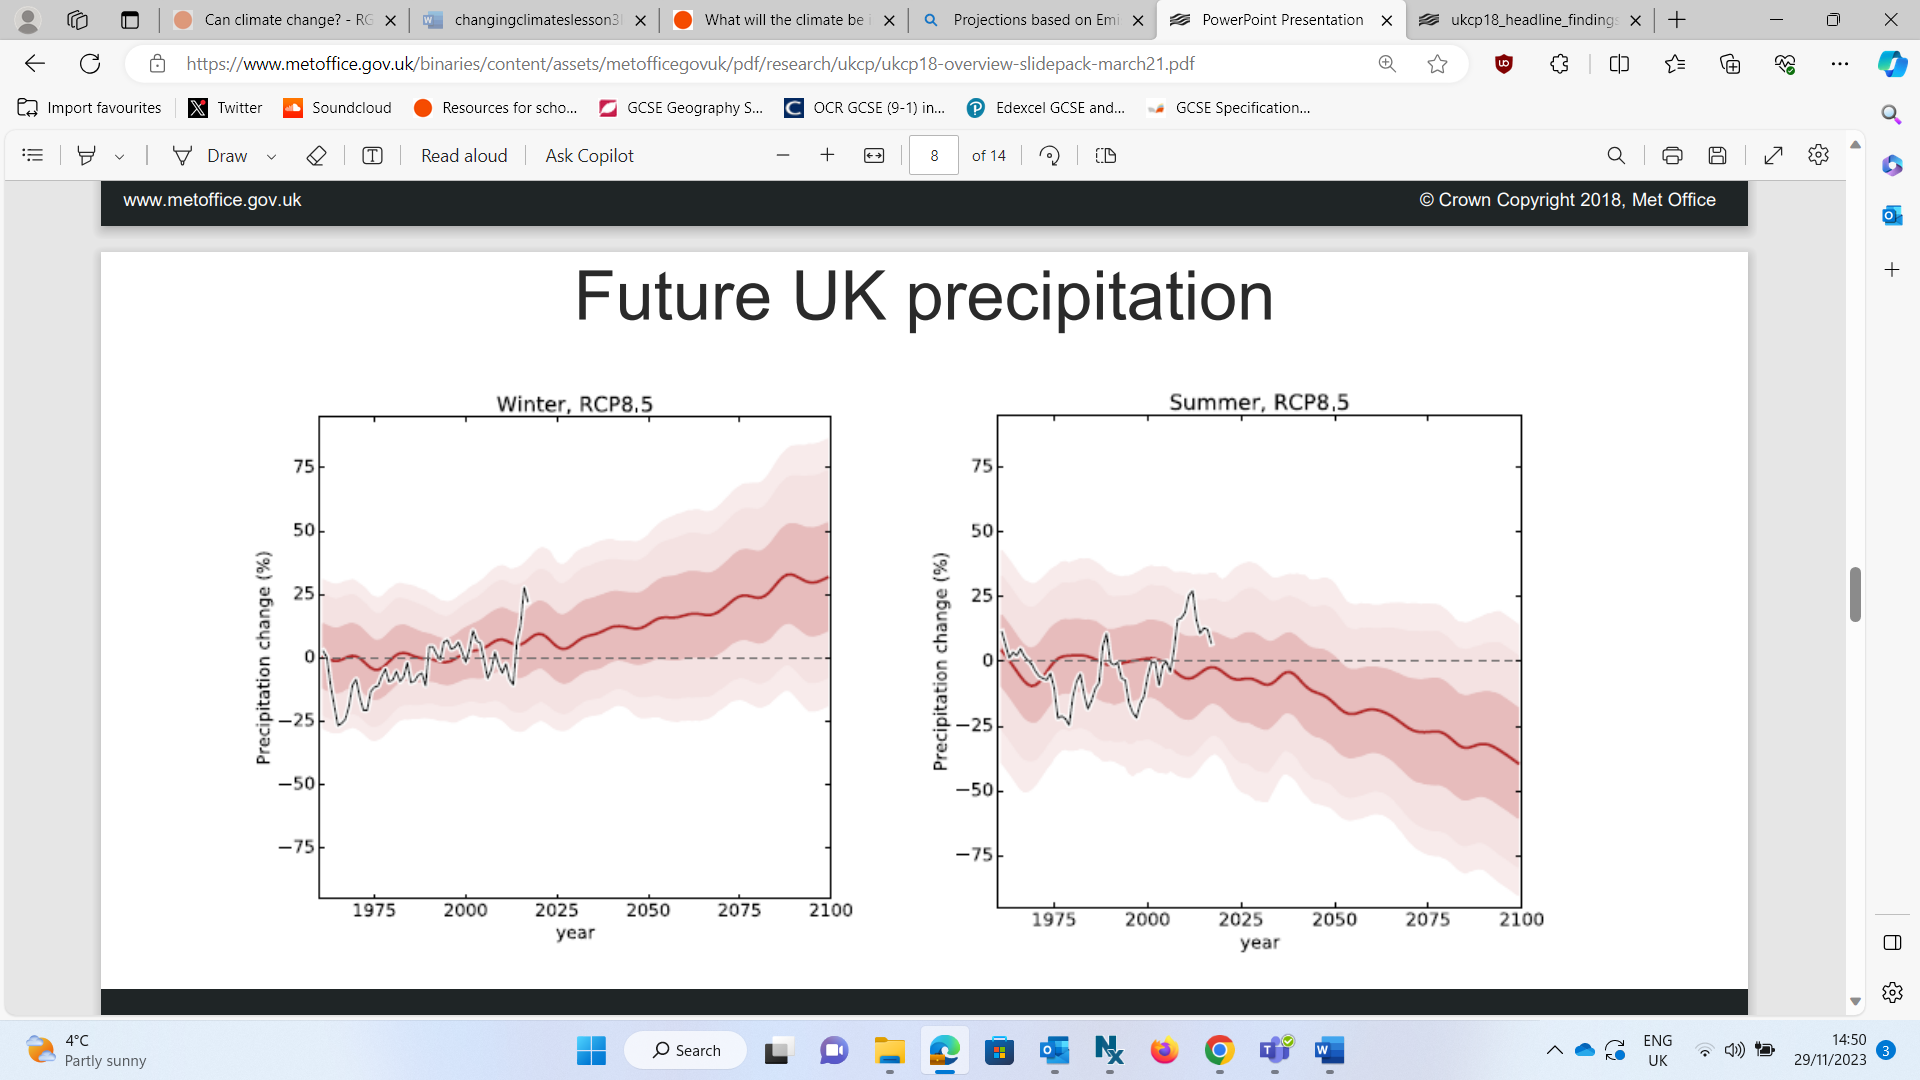 Can climate change? - RG
changingclimateslesson3
What will the climate be i
Projections based on Emi
PowerPoint Presentation
ukcp18_headline_findings
https://www.metoffice.gov.uk/binaries/content/assets/metofficegovuk/pdf/research/ukcp/ukcp18-overview-slidepack-march21.pdf
Import favourites
Twitter
Soundcloud
Resources for scho...
GCSE Geography S...
OCR GCSE (9-1) in...
Edexcel GCSE and...
GCSE Specification...
Draw
Read aloud
Ask Copilot
8
of 14
www.metoffice.gov.uk
© Crown Copyright 2018, Met Office
Future UK precipitation
Winter, RCP8.5
Precipitation change (%)
75
50
25
0
−25
−50
−75
1975 2000 2025 2050 2075 2100
year
Summer, RCP8.5
Precipitation change (%)
75
50
25
0
−25
−50
−75
1975 2000 2025 2050 2075 2100
year
4°C
Partly sunny
Search
ENG
UK
14:50
29/11/2023
3